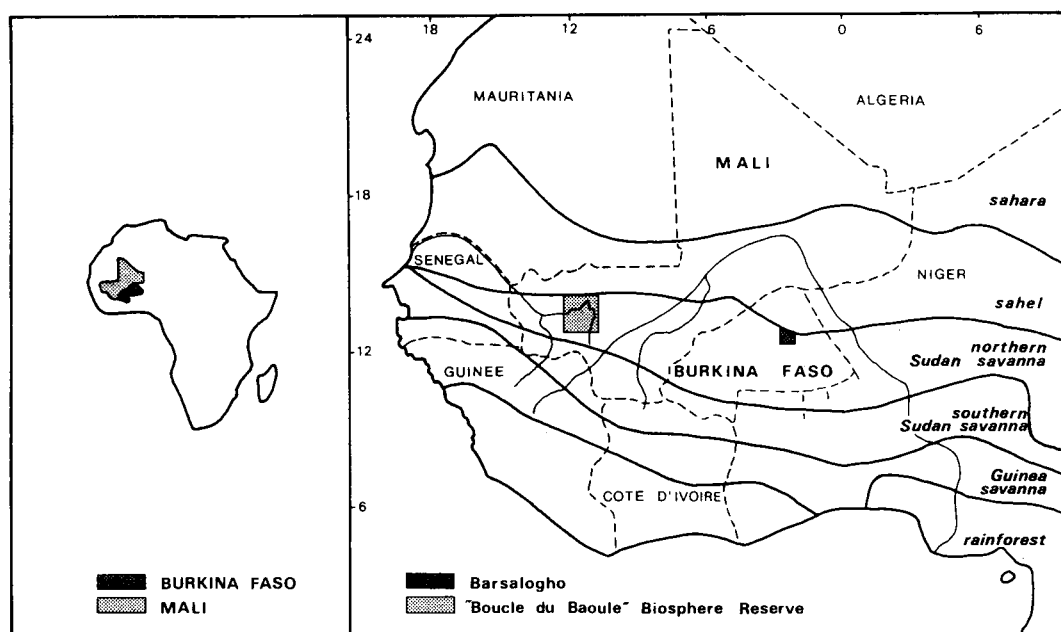 18 12 6 0 6
24
MAURITANIA
ALGERIA
MALI
18
sahara
SENEGAL
NIGER
sahel
12
northern
Sudan savanna
GUINEE
BURKINA FASO
southern
Sudan savanna
Guinea
savanna
COTE D'IVOIRE
6
rainforest
BURKINA FASO
MALI
Barsalogho
"Boucle du Baoule" Biosphere Reserve